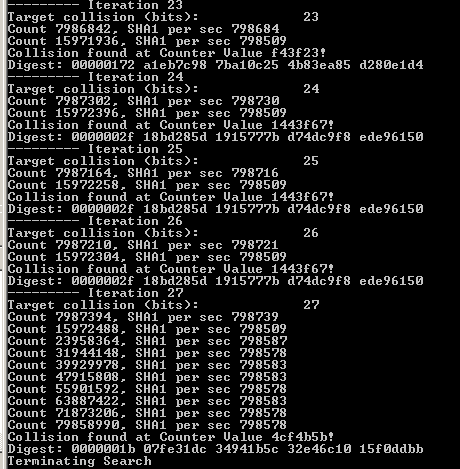 --------- Iteration 23
Target collision (bits): 23
Count 7986842, SHA1 per sec 798684
Count 15971936, SHA1 per sec 798509
Collision found at Counter Value f43f23!
Digest: 00000172 a1eb7c98 7ba10c25 4b83ea85 d280e1d4
--------- Iteration 24
Target collision (bits): 24
Count 7987302, SHA1 per sec 798730
Count 15972396, SHA1 per sec 798509
Collision found at Counter Value 1443f67!
Digest: 0000002f 18bd285d 1915777b d74dc9f8 ede96150
--------- Iteration 25
Target collision (bits): 25
Count 7987164, SHA1 per sec 798716
Count 15972258, SHA1 per sec 798509
Collision found at Counter Value 1443f67!
Digest: 0000002f 18bd285d 1915777b d74dc9f8 ede96150
--------- Iteration 26
Target collision (bits): 26
Count 7987210, SHA1 per sec 798721
Count 15972304, SHA1 per sec 798509
Collision found at Counter Value 1443f67!
Digest: 0000002f 18bd285d 1915777b d74dc9f8 ede96150
--------- Iteration 27
Target collision (bits): 27
Count 7987394, SHA1 per sec 798739
Count 15972488, SHA1 per sec 798509
Count 23958364, SHA1 per sec 798587
Count 31944148, SHA1 per sec 798578
Count 39929978, SHA1 per sec 798583
Count 47915808, SHA1 per sec 798583
Count 55901592, SHA1 per sec 798578
Count 63887422, SHA1 per sec 798583
Count 71873206, SHA1 per sec 798578
Count 79858990, SHA1 per sec 798578
Collision found at Counter Value 4cf4b5b!
Digest: 0000001b 07fe31dc 34941b5c 32e46c10 15f0ddbb
Terminating Search